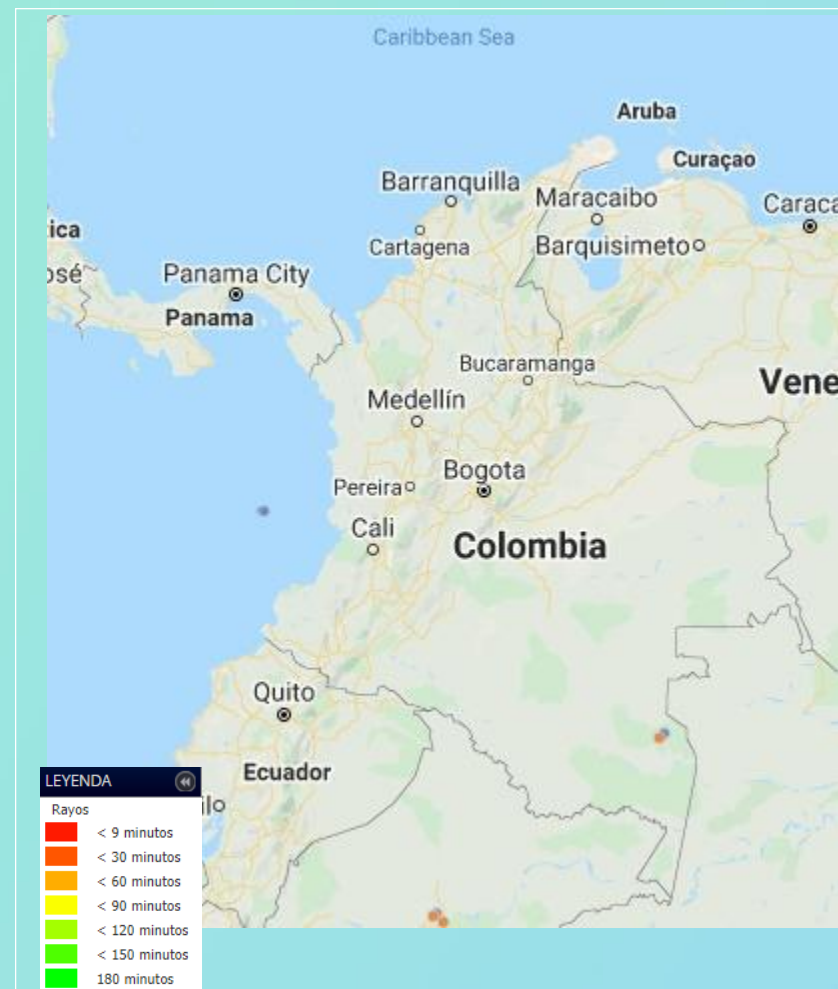 Caribbean Sea
Aruba
Curaçao
Barranquilla
Maracaibo
Caraca
Cartagena
Barquisimeto
ica
osé
Panama City
Panama
Bucaramanga
Vene
Medellín
Bogota
Pereira
Cali
Colombia
Quito
Ecuador
ilo
LEYENDA
Rayos
< 9 minutos
< 30 minutos
< 60 minutos
< 90 minutos
< 120 minutos
< 150 minutos
180 minutos